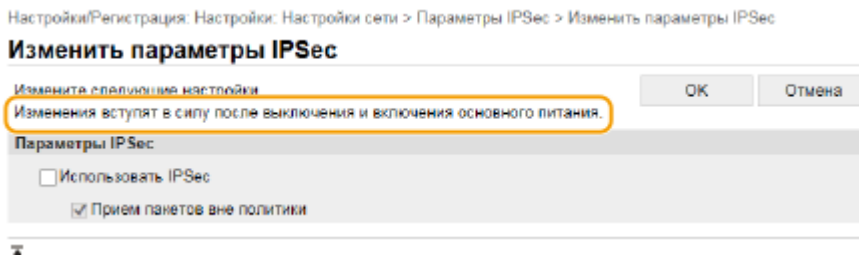 Настройки/Регистрация: Настройки: Настройки сети > Параметры IPSec > Изменить параметры IPSec
Изменить параметры IPSec
Измените следующие настройки
OK
Отмена
Изменения вступят в силу после выключения и включения основного питания.
Параметры IPSec
Использовать IPSec
Прием пакетов вне политики